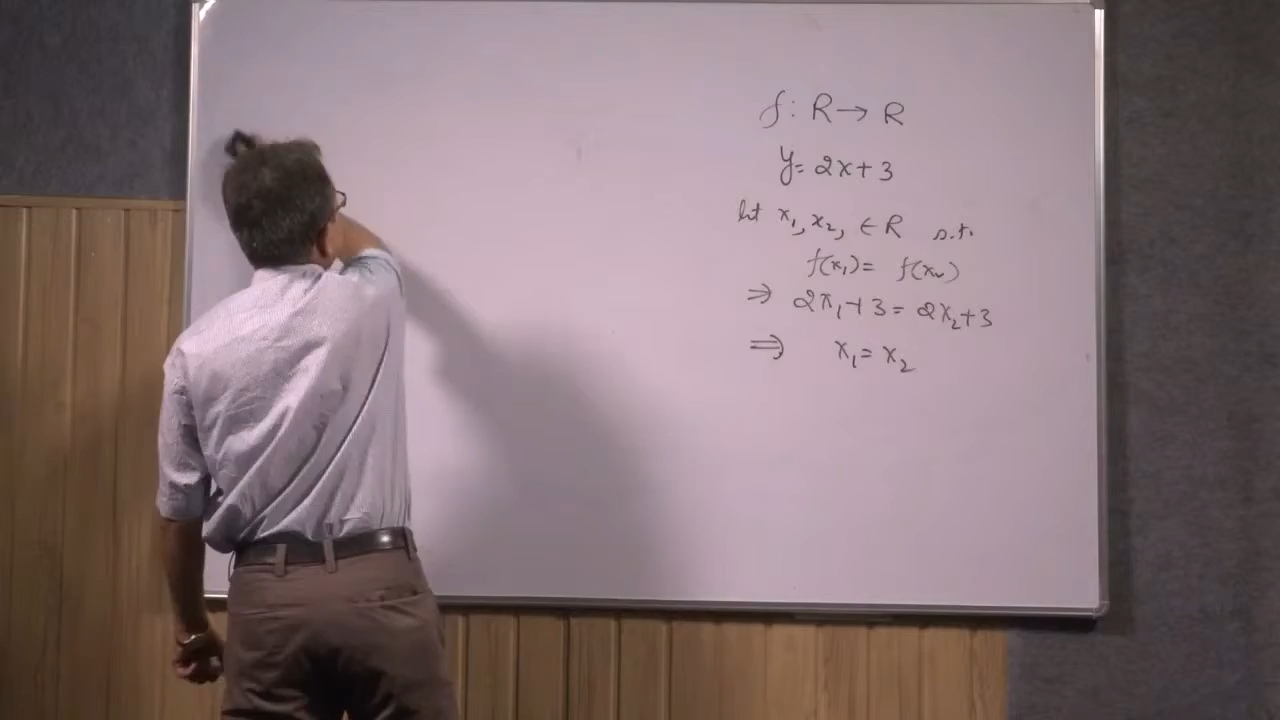 f: R → R
y = 2x + 3
let x₁, x₂, ∈ R s.t.
f(x₁) = f(x₂)
⇒ 2x₁ + 3 = 2x₂ + 3
⇒ x₁ = x₂